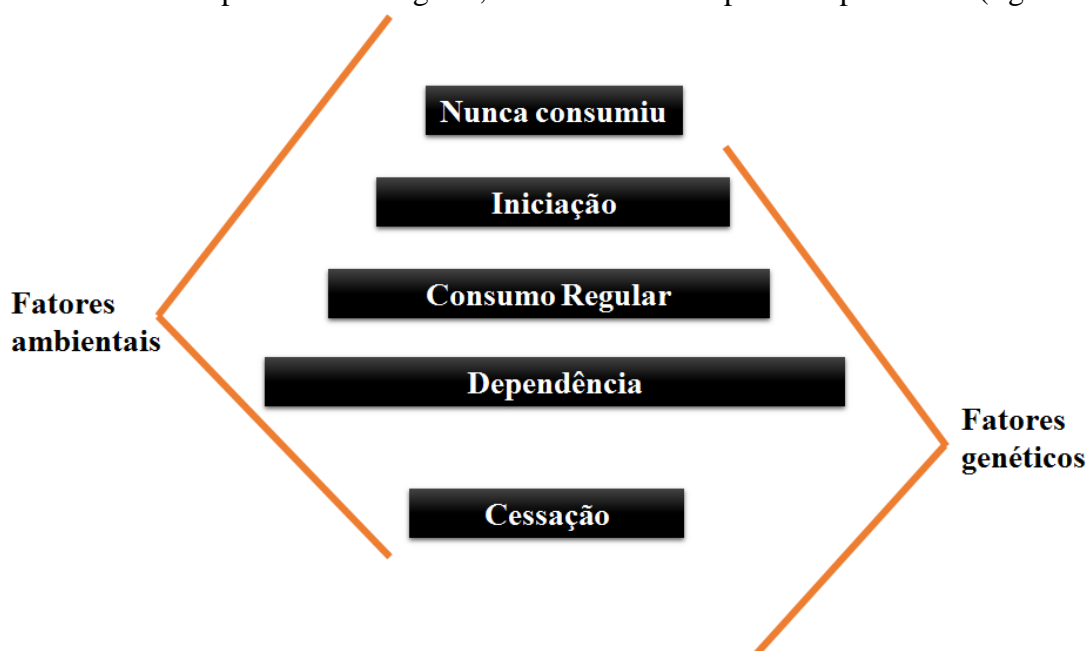 Nunca consumiu
Iniciação
Consumo Regular
Fatores
ambientais
Dependência
Fatores
genéticos
Cessação